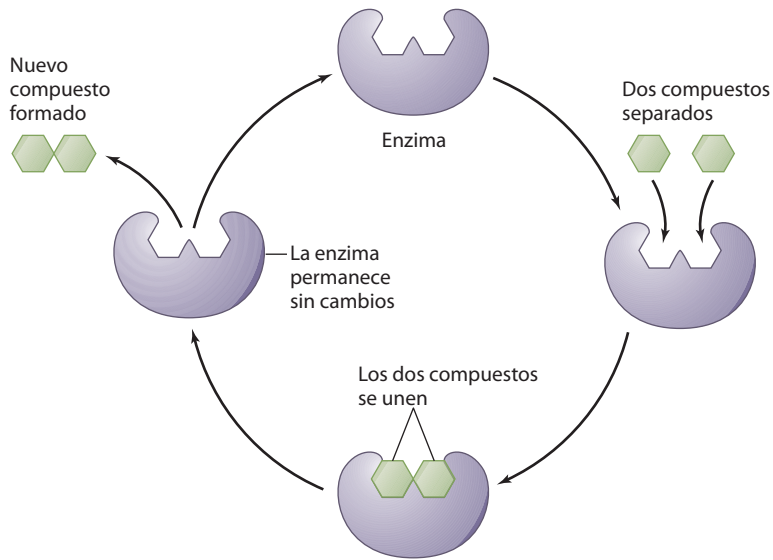 Nuevo
compuesto
formado
Enzima
Dos compuestos
separados
La enzima
permanece
sin cambios
Los dos compuestos
se unen